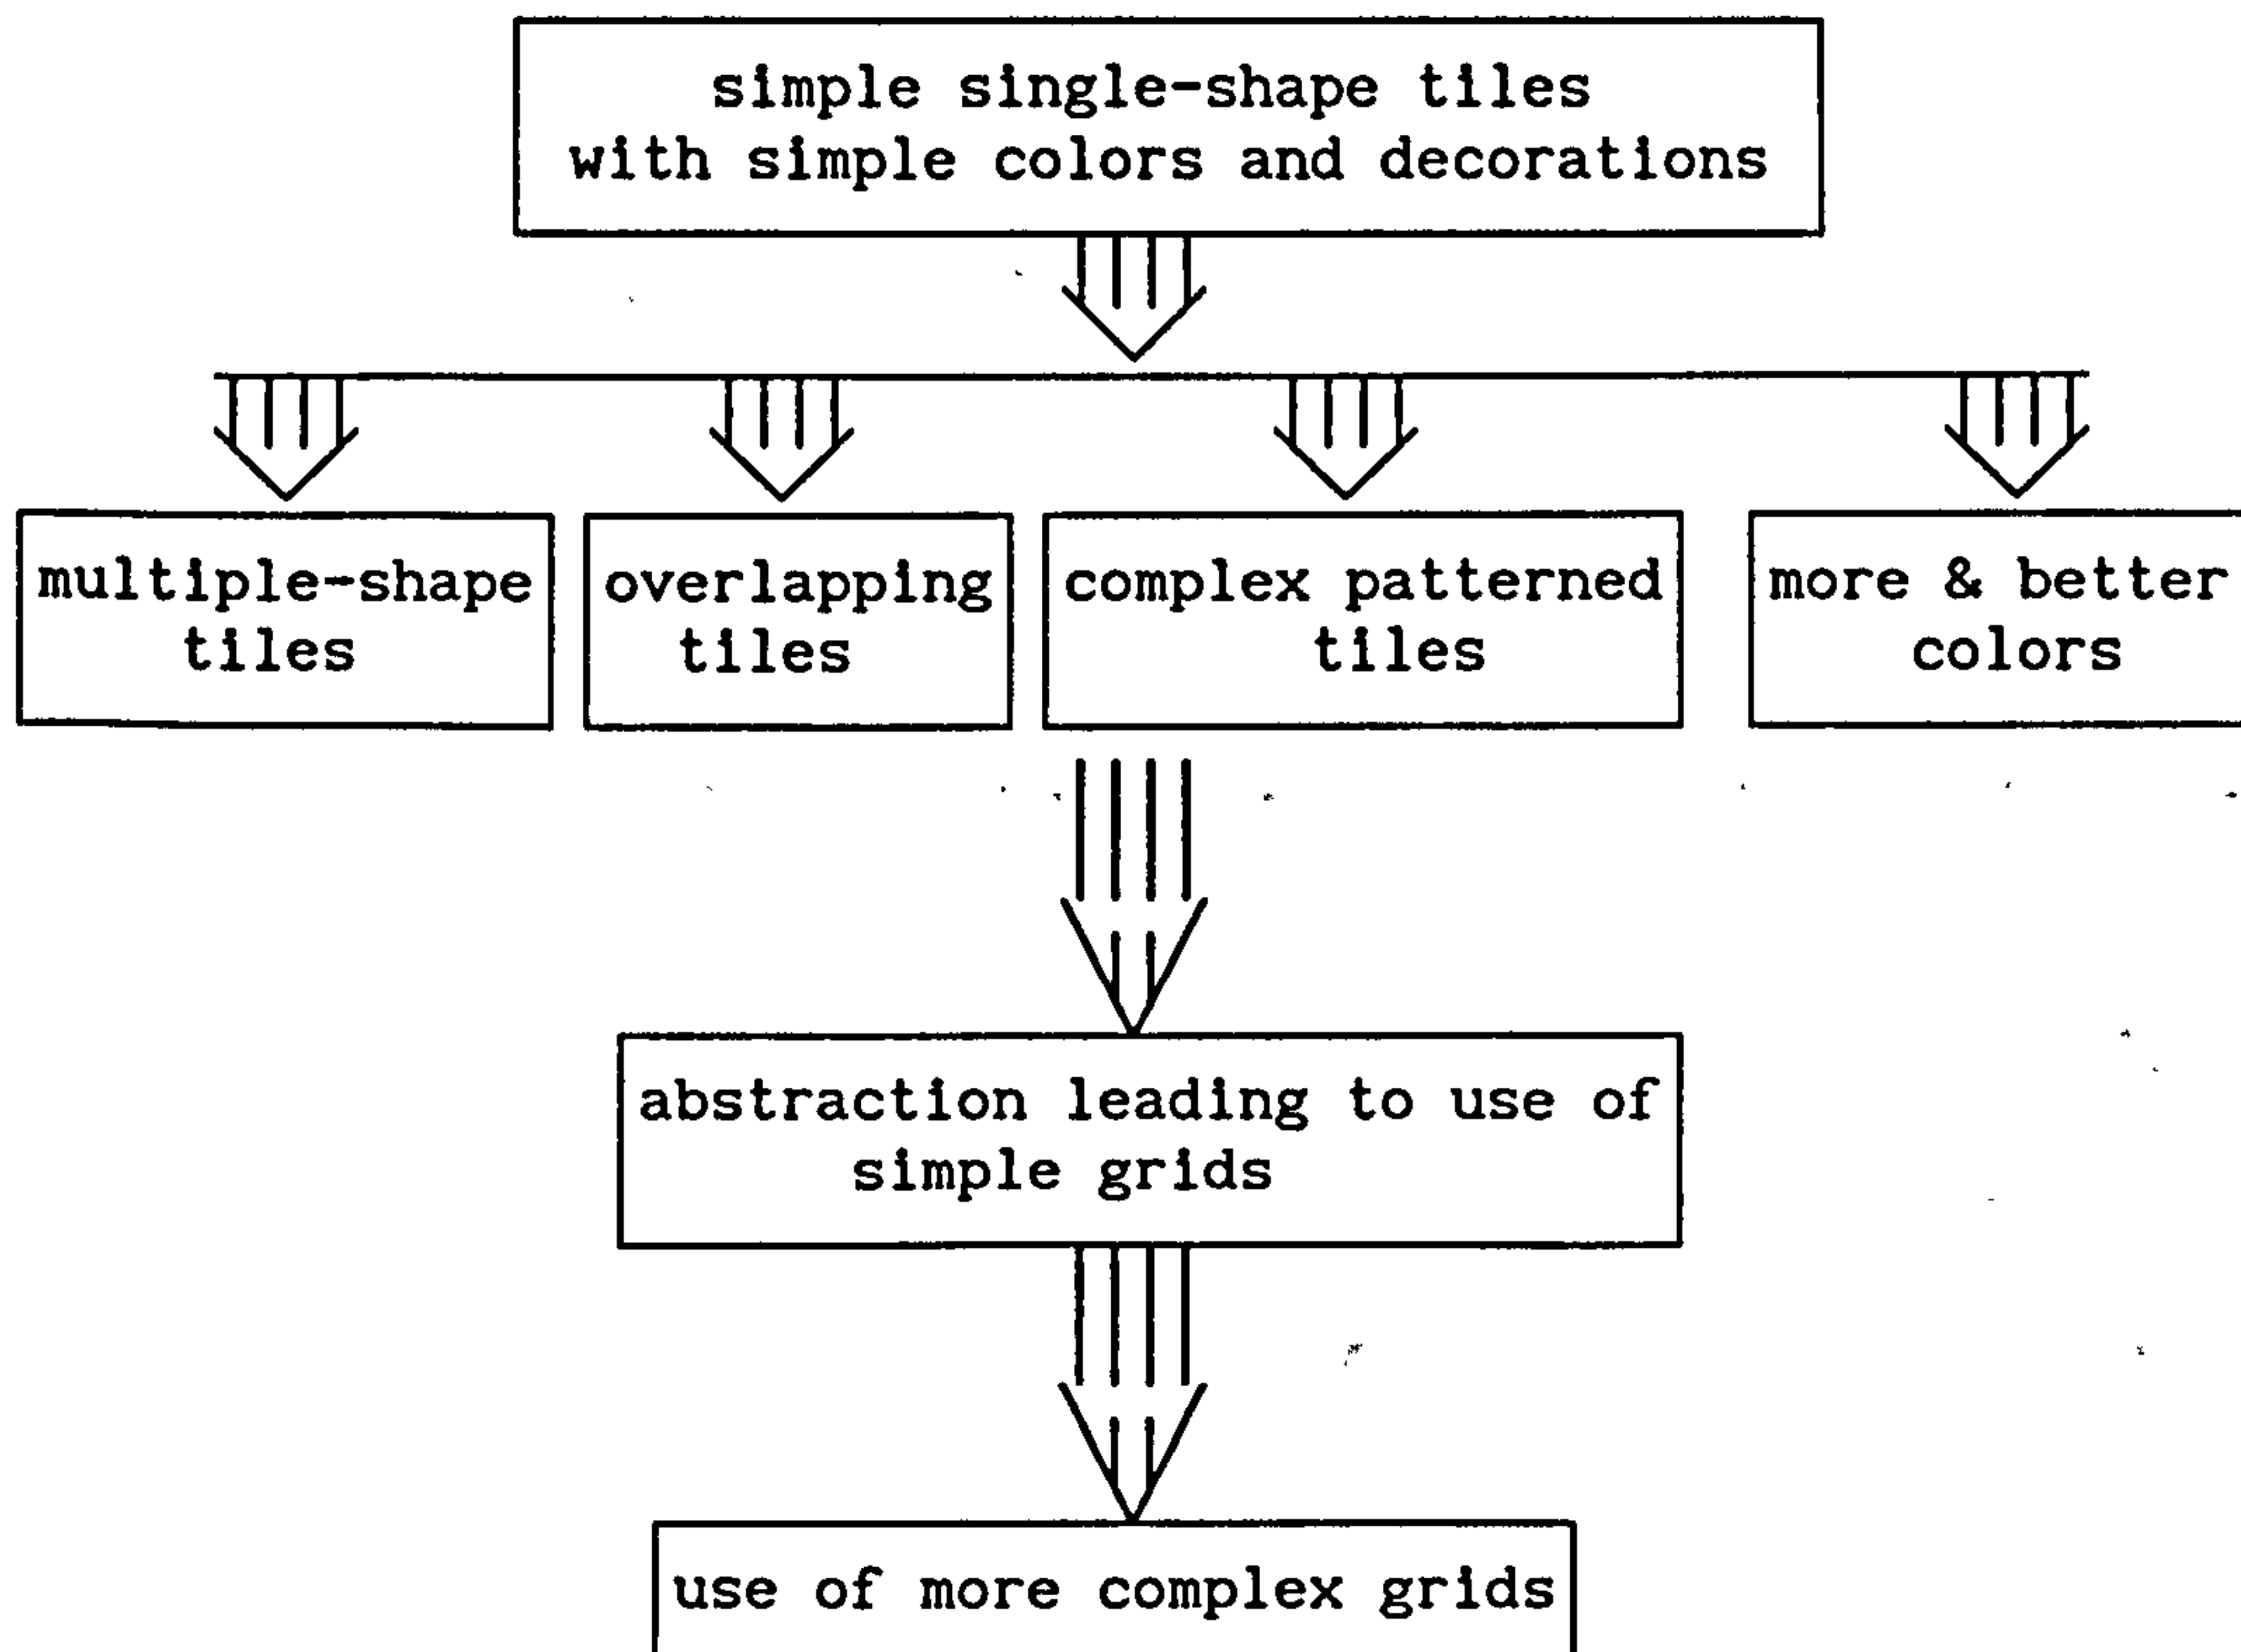 simple single-shape tiles
with simple colors and decorations
multiple-shape
tiles
overlapping
tiles
complex patterned
tiles
more & better
colors
abstraction leading to use of
simple grids
use of more complex grids